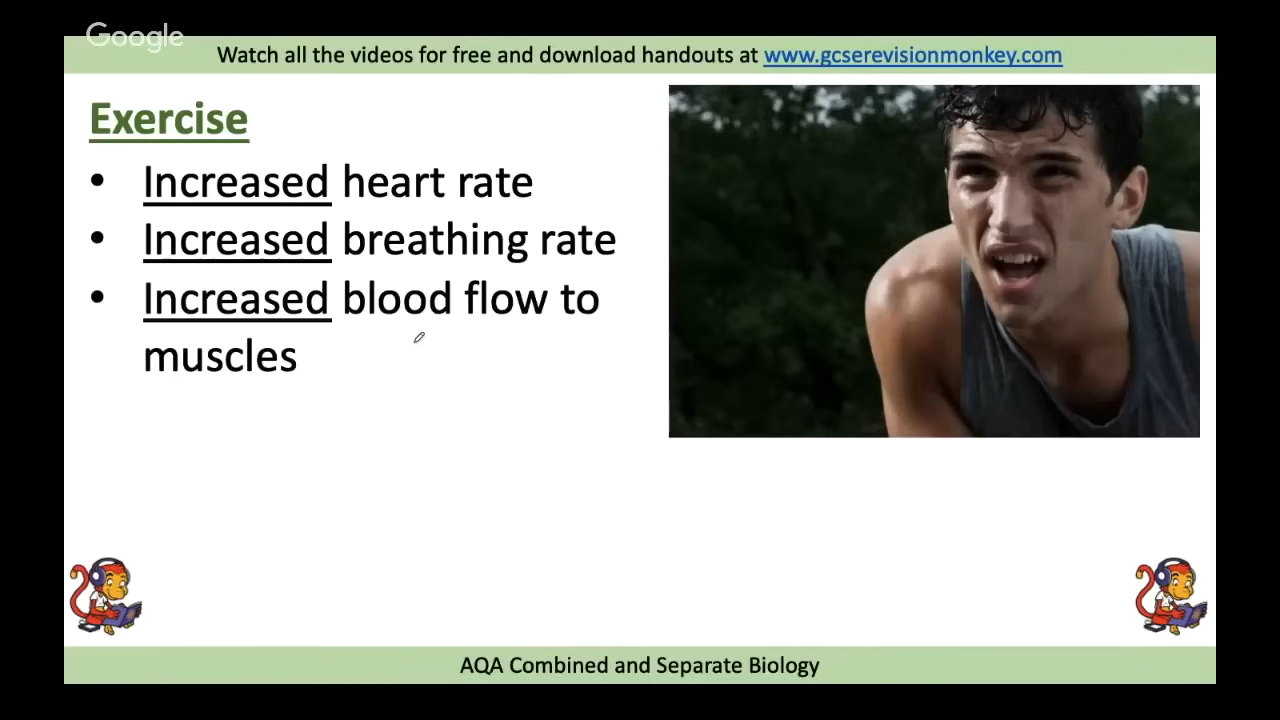 Google
Watch all the videos for free and download handouts at www.gcserevisionmonkey.com
Exercise
• Increased heart rate
• Increased breathing rate
• Increased blood flow to
muscles
AQA Combined and Separate Biology